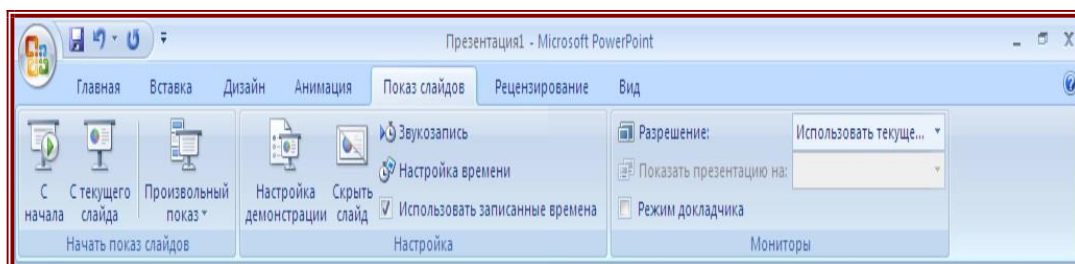 Презентация1 - Microsoft PowerPoint
Главная Вставка Дизайн Анимация Показ слайдов Рецензирование Вид
С начала
С текущего слайда
Произвольный показ
Начать показ слайдов
Настройка демонстрации
Скрыть слайд
Звукозапись
Настройка времени
Использовать записанные времена
Настройка
Разрешение: Использовать текуще...
Показать презентацию на:
Режим докладчика
Мониторы